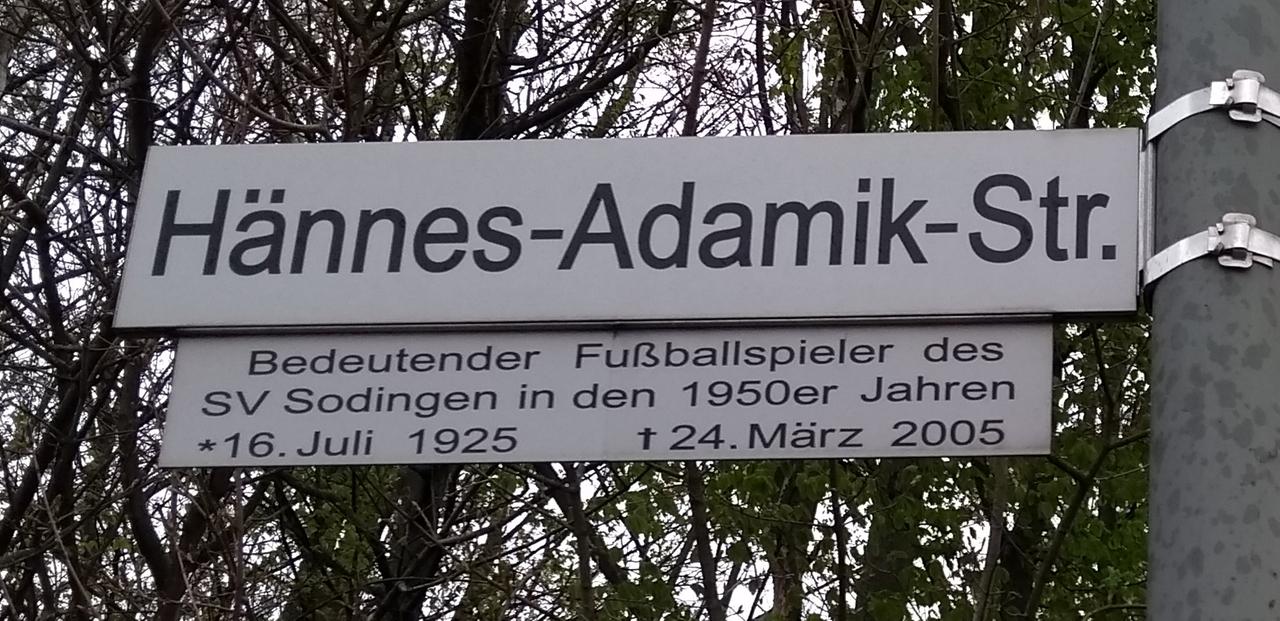 Hännes-Adamik-Str.
Bedeutender Fußballspieler des
SV Sodingen in den 1950er Jahren
*16. Juli 1925 † 24. März 2005